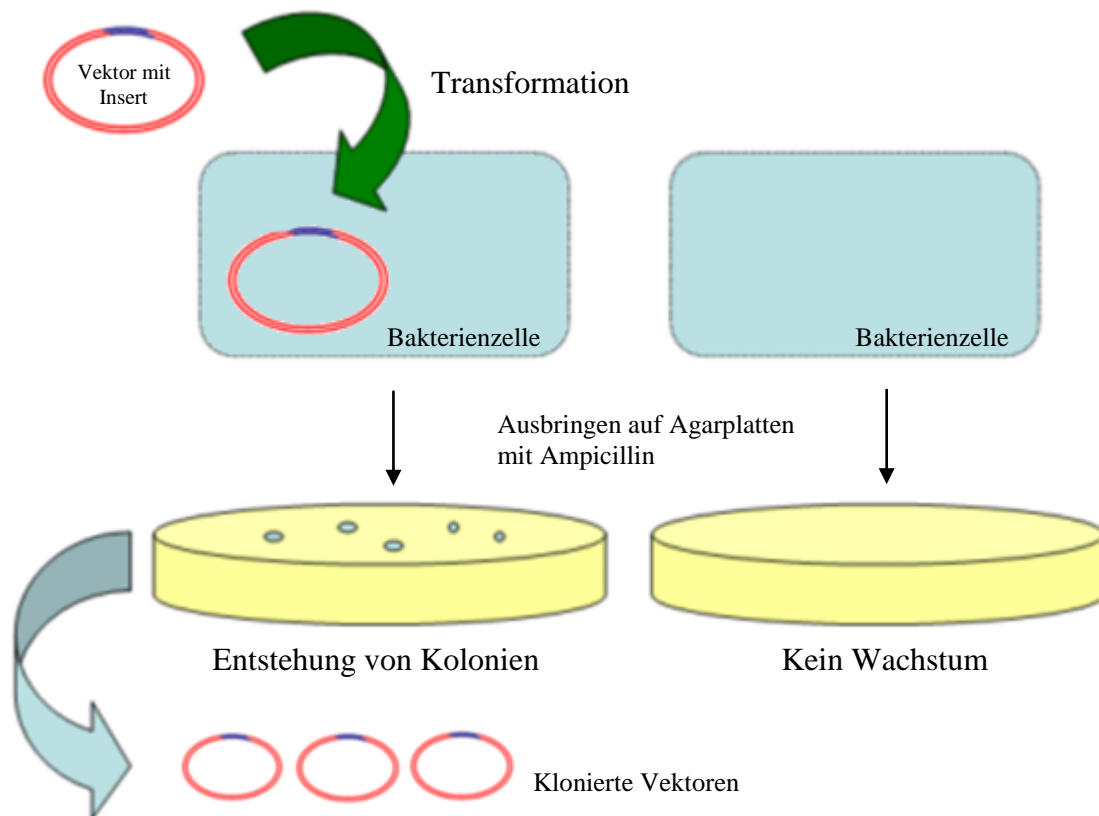 Vektor mit
Insert
Transformation
Bakterienzelle
Bakterienzelle
Ausbringen auf Agarplatten
mit Ampicillin
Entstehung von Kolonien
Kein Wachstum
Klonierte Vektoren